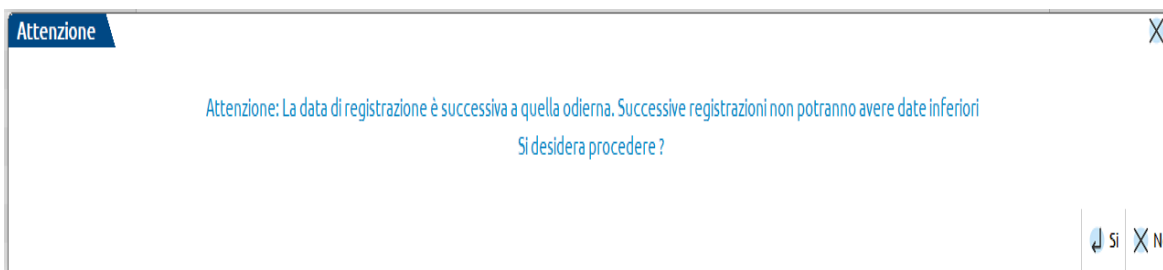 Attenzione
Attenzione: La data di registrazione è successiva a quella odierna. Successive registrazioni non potranno avere date inferiori
Si desidera procedere ?
Si N